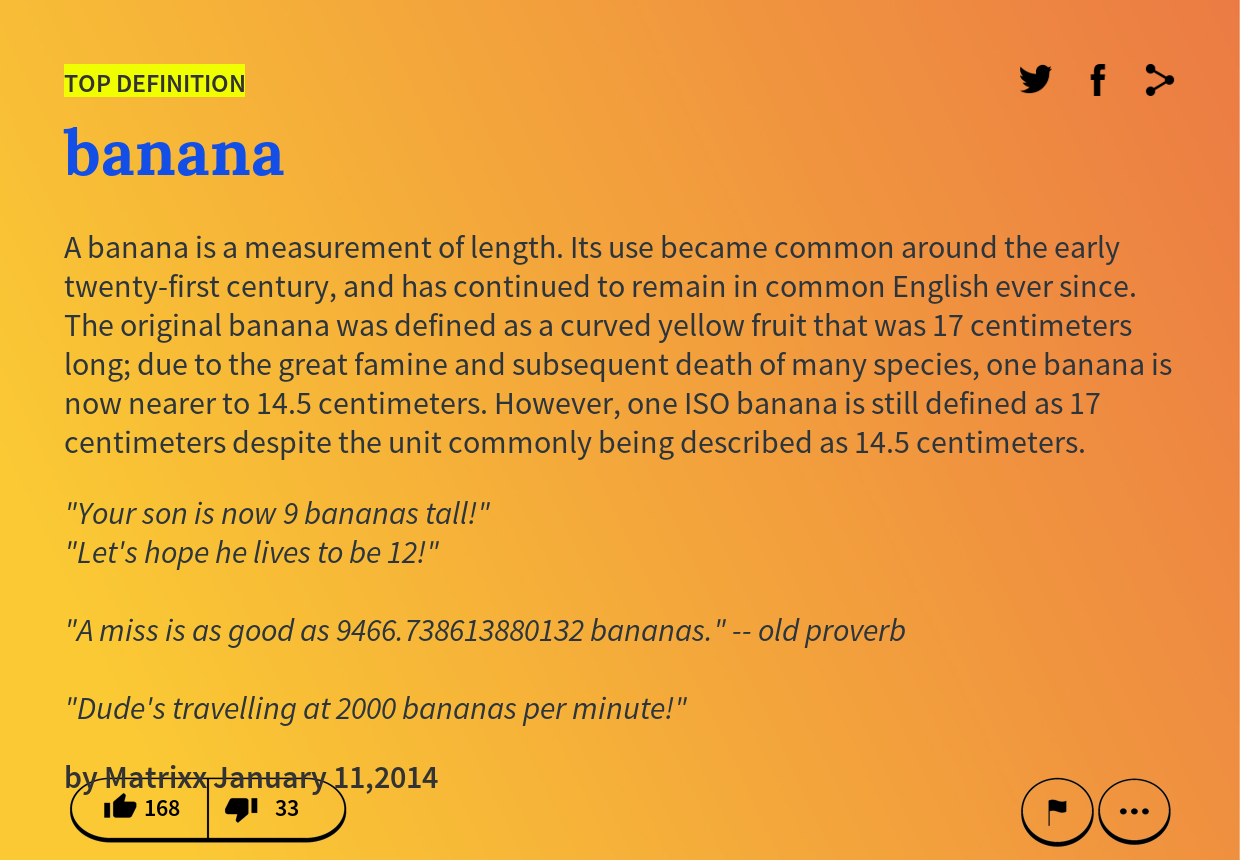 TOP DEFINITION
banana
A banana is a measurement of length. Its use became common around the early
twenty-first century, and has continued to remain in common English ever since.
The original banana was defined as a curved yellow fruit that was 17 centimeters
long; due to the great famine and subsequent death of many species, one banana is
now nearer to 14.5 centimeters. However, one ISO banana is still defined as 17
centimeters despite the unit commonly being described as 14.5 centimeters.
"Your son is now 9 bananas tall!"
"Let's hope he lives to be 12!"
"A miss is as good as 9466.738613880132 bananas." -- old proverb
"Dude's travelling at 2000 bananas per minute!"
by Matrixx January 11,2014
168 33